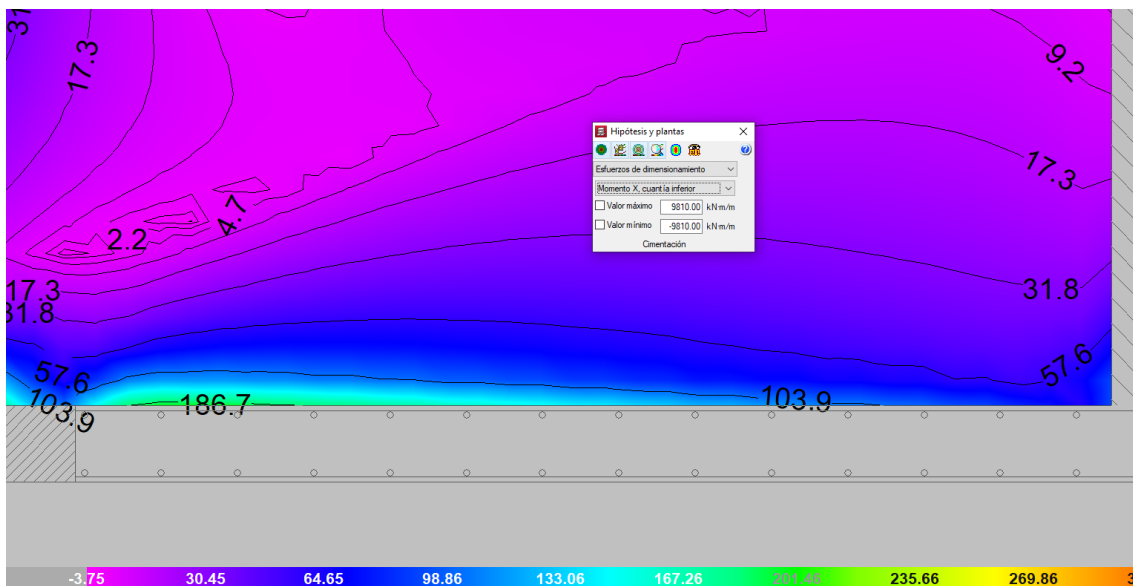 31
17.3
9.2
Hipótesis y plantas
Esfuerzos de dimensionamiento
Momento X, cuantía inferior
Valor máximo 9810.00 kN·m/m
Valor mínimo -9810.00 kN·m/m
Cimentación
17.3
4.7
2.2
17.3
31.8
31.8
57.6
57.6
103.9
186.7
103.9
-3.75 30.45 64.65 98.86 133.06 167.26 201.46 235.66 269.86